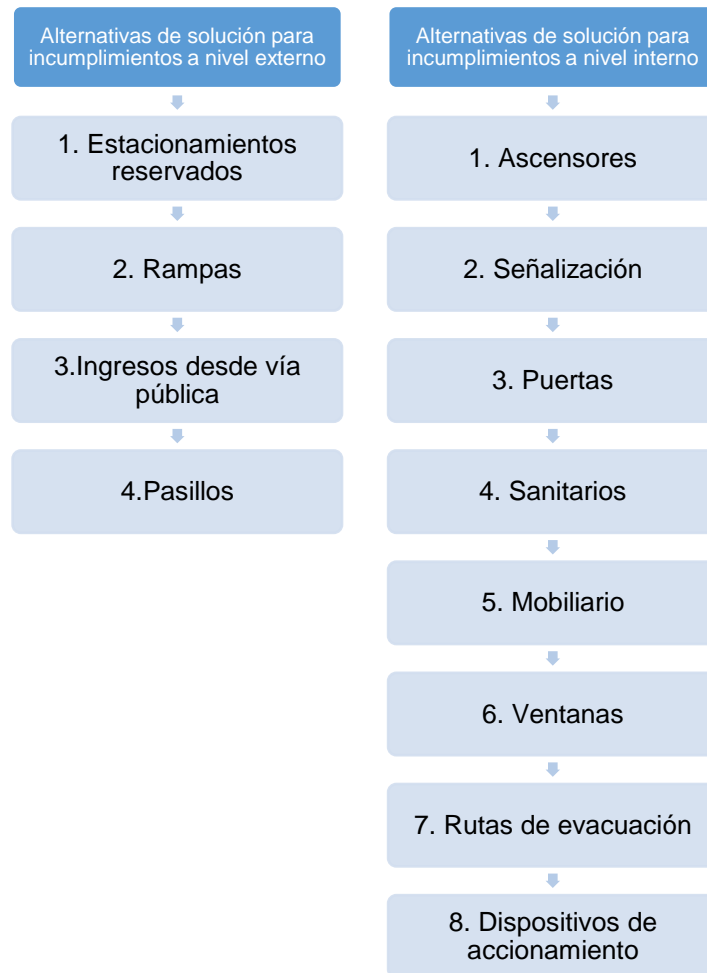 Alternativas de solución para
incumplimientos a nivel externo
1. Estacionamientos
reservados
2. Rampas
3.Ingresos desde vía
pública
4.Pasillos
Alternativas de solución para
incumplimientos a nivel interno
1. Ascensores
2. Señalización
3. Puertas
4. Sanitarios
5. Mobiliario
6. Ventanas
7. Rutas de evacuación
8. Dispositivos de
accionamiento